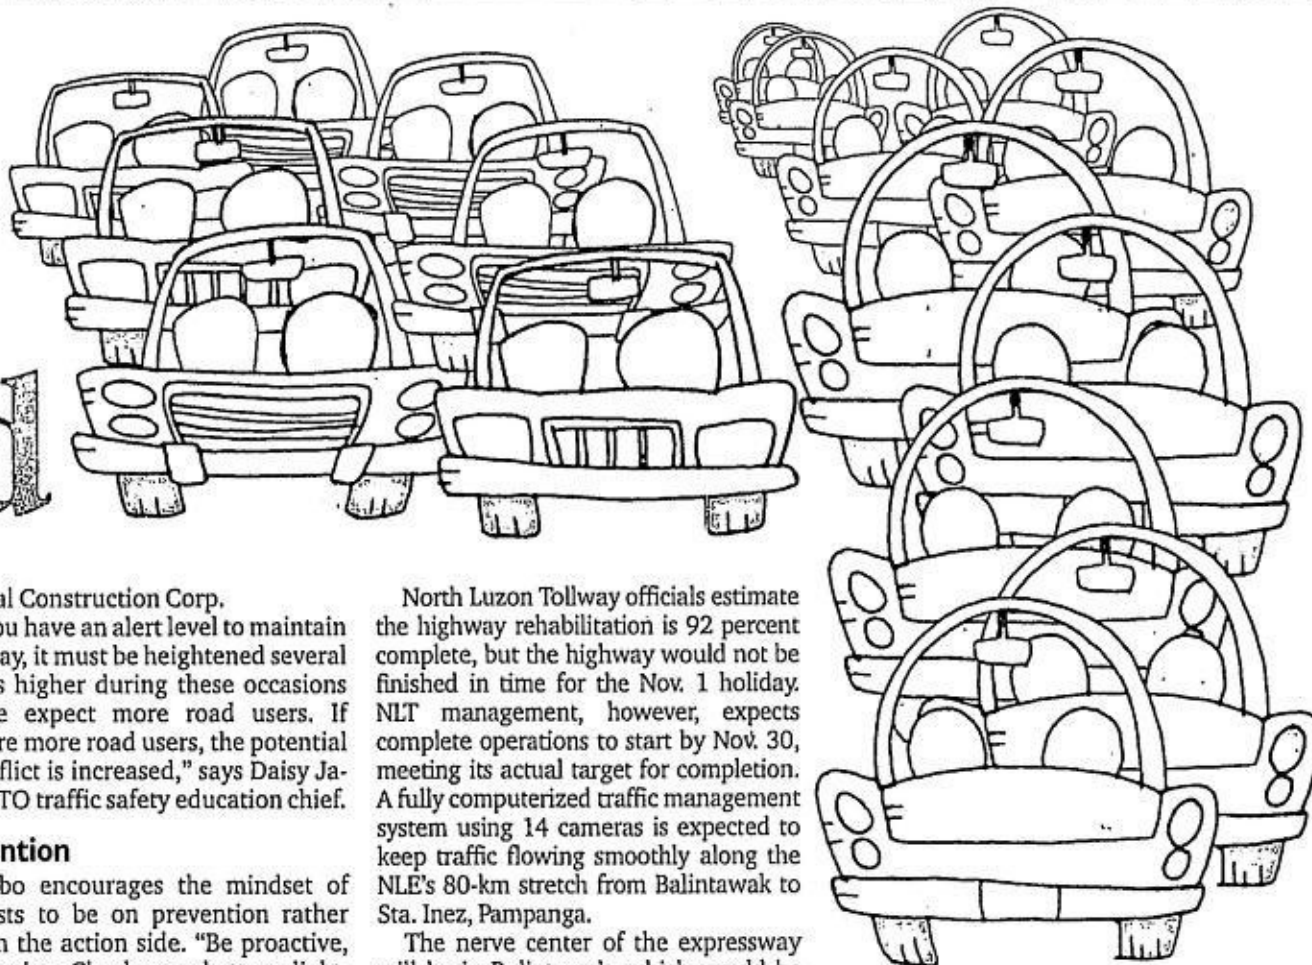 d
al Construction Corp.
ou have an alert level to maintain
ay, it must be heightened several
s higher during these occasions
e expect more road users. If
re more road users, the potential
flict is increased," says Daisy Ja-
TO traffic safety education chief.
ntion
bo encourages the mindset of
sts to be on prevention rather
n the action side. "Be proactive,
North Luzon Tollway officials estimate
the highway rehabilitation is 92 percent
complete, but the highway would not be
finished in time for the Nov. 1 holiday.
NLT management, however, expects
complete operations to start by Nov. 30,
meeting its actual target for completion.
A fully computerized traffic management
system using 14 cameras is expected to
keep traffic flowing smoothly along the
NLE's 80-km stretch from Balintawak to
Sta. Inez, Pampanga.
The nerve center of the expressway